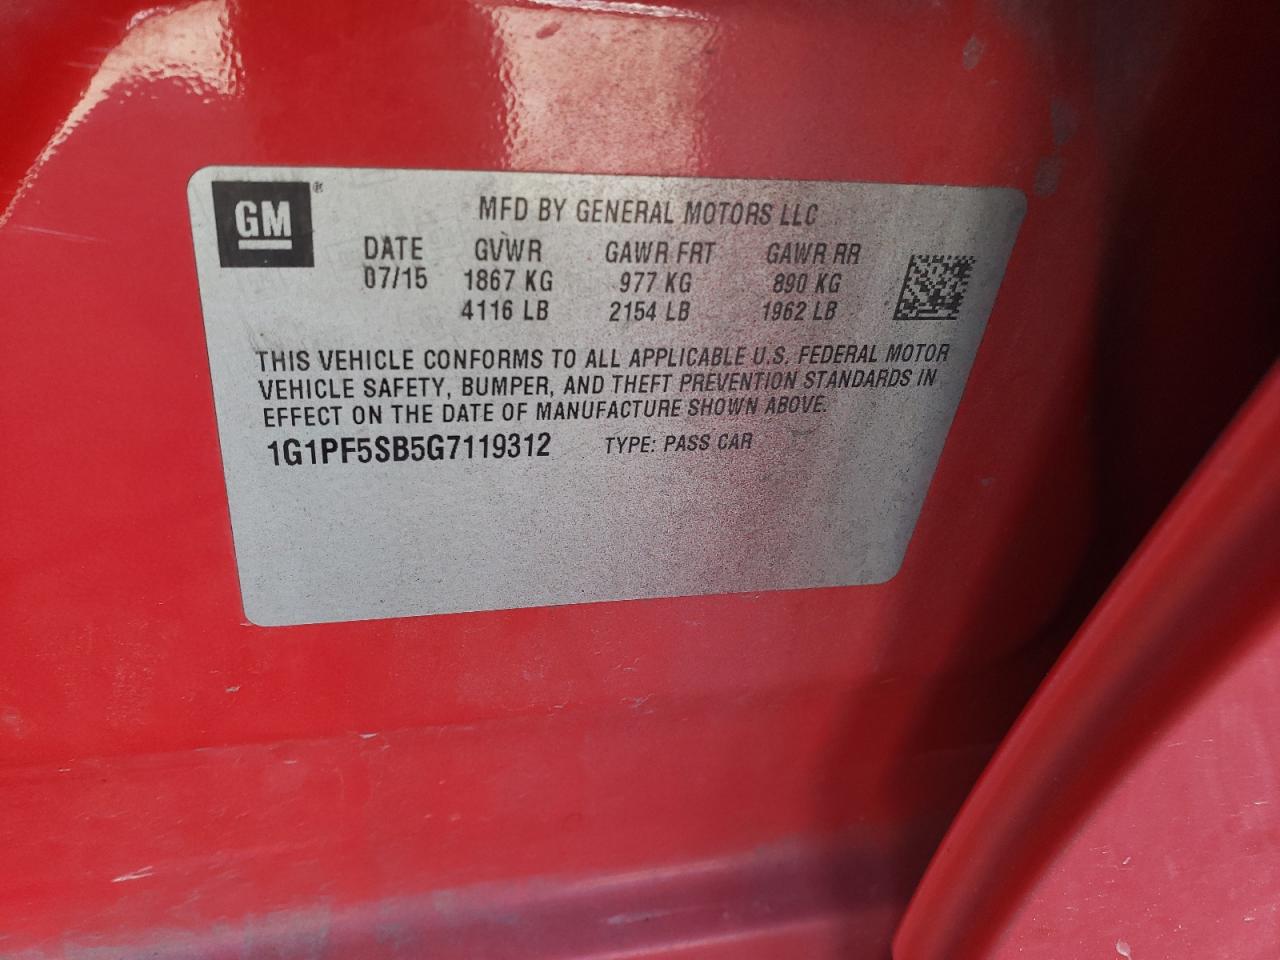 GM ®
MFD BY GENERAL MOTORS LLC
DATE GVWR GAWR FRT GAWR RR
07/15 1867 KG 977 KG 890 KG
4116 LB 2154 LB 1962 LB
THIS VEHICLE CONFORMS TO ALL APPLICABLE U.S. FEDERAL MOTOR
VEHICLE SAFETY, BUMPER, AND THEFT PREVENTION STANDARDS IN
EFFECT ON THE DATE OF MANUFACTURE SHOWN ABOVE.
1G1PF5SB5G7119312 TYPE: PASS CAR